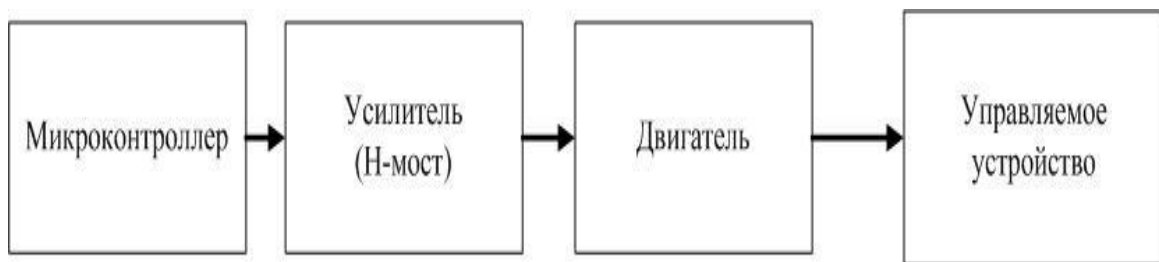 Микроконтроллер
Усилитель
(Н-мост)
Двигатель
Управляемое
устройство